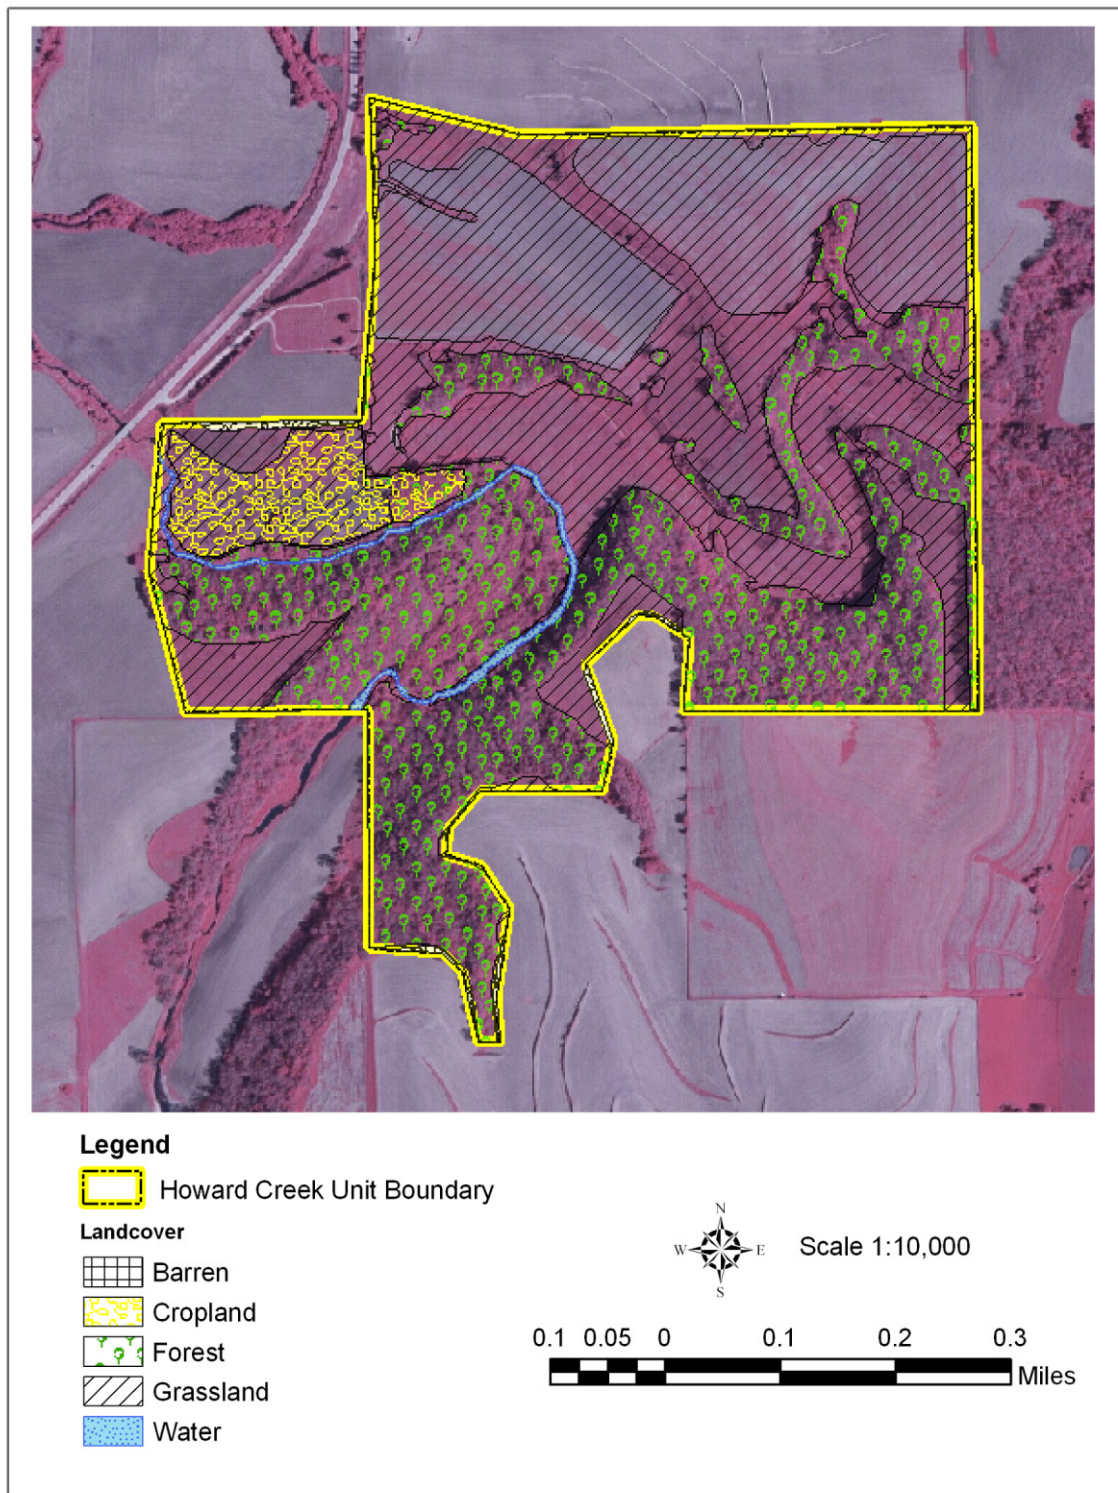 Legend
Howard Creek Unit Boundary
Landcover
Barren
Cropland
Forest
Grassland
Water
N
W E
S
Scale 1:10,000
0.1 0.05 0 0.1 0.2 0.3
Miles